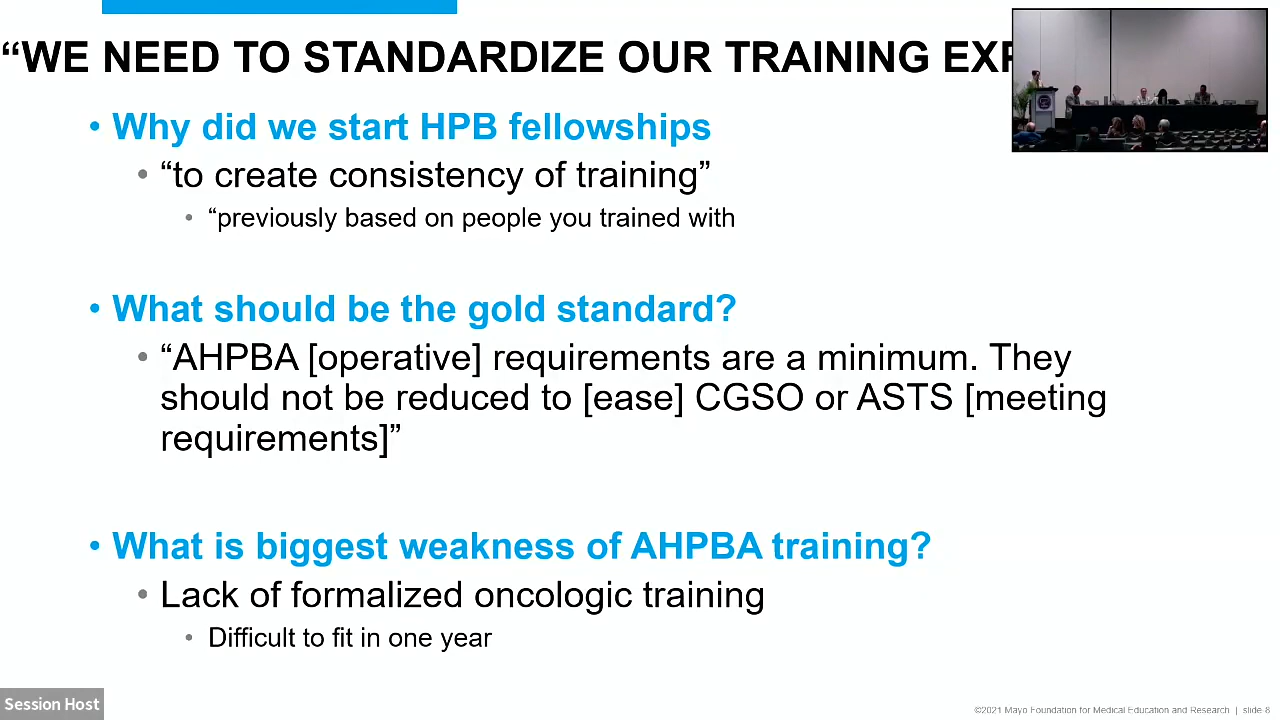 “WE NEED TO STANDARDIZE OUR TRAINING
• Why did we start HPB fellowships
• “to create consistency of training”
• “previously based on people you trained with
• What should be the gold standard?
• “AHPBA [operative] requirements are a minimum. They
should not be reduced to [ease] CGSO or ASTS [meeting
requirements]”
• What is biggest weakness of AHPBA training?
• Lack of formalized oncologic training
• Difficult to fit in one year
Session Host
©2021 Mayo Foundation for Medical Education and Research | slide-8